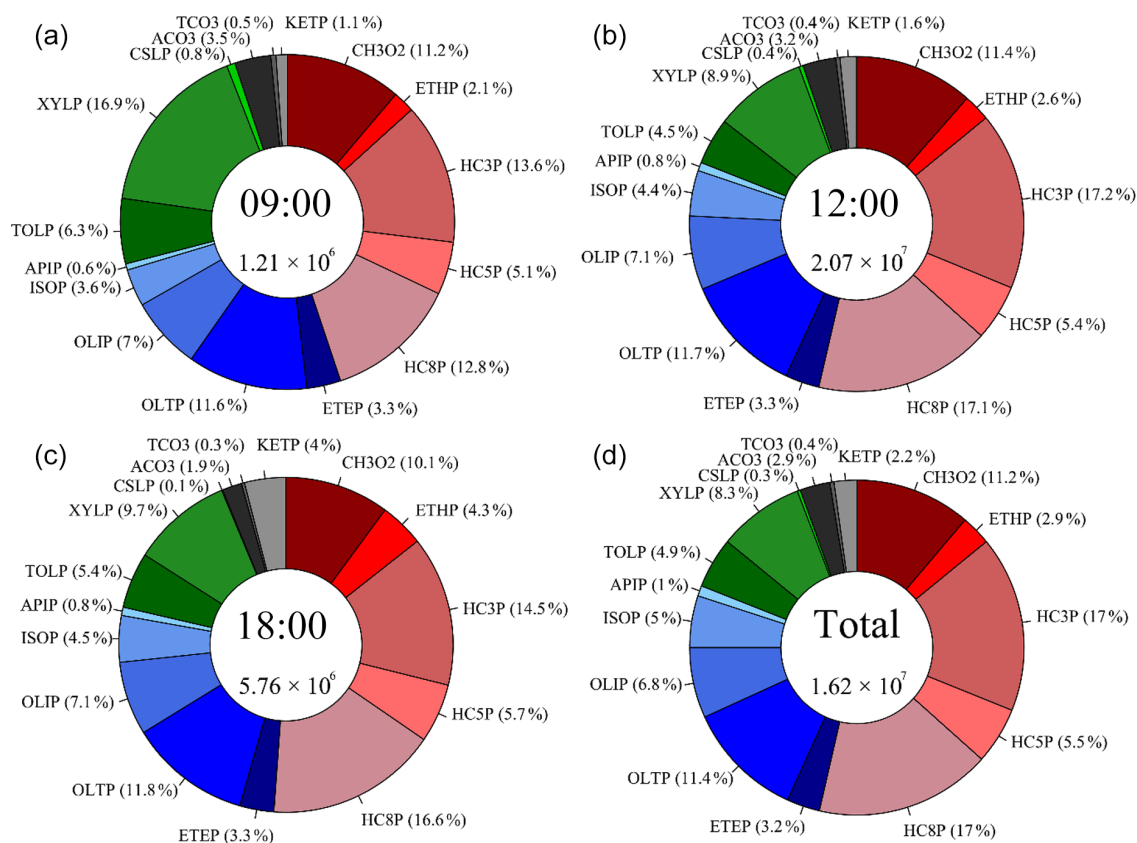 (a)
TCO3 (0.5 %)
KETP (1.1 %)
ACO3 (3.5 %)
CSLP (0.8 %)
CH3O2 (11.2 %)
XYLP (16.9 %)
ETHP (2.1 %)
HC3P (13.6 %)
TOLP (6.3 %)
APIP (0.6 %)
ISOP (3.6 %)
HC5P (5.1 %)
OLIP (7 %)
HC8P (12.8 %)
OLTP (11.6 %)
ETEP (3.3 %)
09:00
1.21 × 10^6
(b)
TCO3 (0.4 %)
KETP (1.6 %)
ACO3 (3.2 %)
CSLP (0.4 %)
CH3O2 (11.4 %)
XYLP (8.9 %)
ETHP (2.6 %)
TOLP (4.5 %)
APIP (0.8 %)
ISOP (4.4 %)
HC3P (17.2 %)
OLIP (7.1 %)
HC5P (5.4 %)
OLTP (11.7 %)
ETEP (3.3 %)
HC8P (17.1 %)
12:00
2.07 × 10^7
(c)
TCO3 (0.3 %)
KETP (4 %)
ACO3 (1.9 %)
CSLP (0.1 %)
CH3O2 (10.1 %)
XYLP (9.7 %)
ETHP (4.3 %)
TOLP (5.4 %)
APIP (0.8 %)
ISOP (4.5 %)
HC3P (14.5 %)
OLIP (7.1 %)
HC5P (5.7 %)
OLTP (11.8 %)
ETEP (3.3 %)
HC8P (16.6 %)
18:00
5.76 × 10^6
(d)
TCO3 (0.4 %)
KETP (2.2 %)
ACO3 (2.9 %)
CSLP (0.3 %)
CH3O2 (11.2 %)
XYLP (8.3 %)
ETHP (2.9 %)
TOLP (4.9 %)
APIP (1 %)
ISOP (5 %)
HC3P (17 %)
OLIP (6.8 %)
HC5P (5.5 %)
OLTP (11.4 %)
ETEP (3.2 %)
HC8P (17 %)
Total
1.62 × 10^7